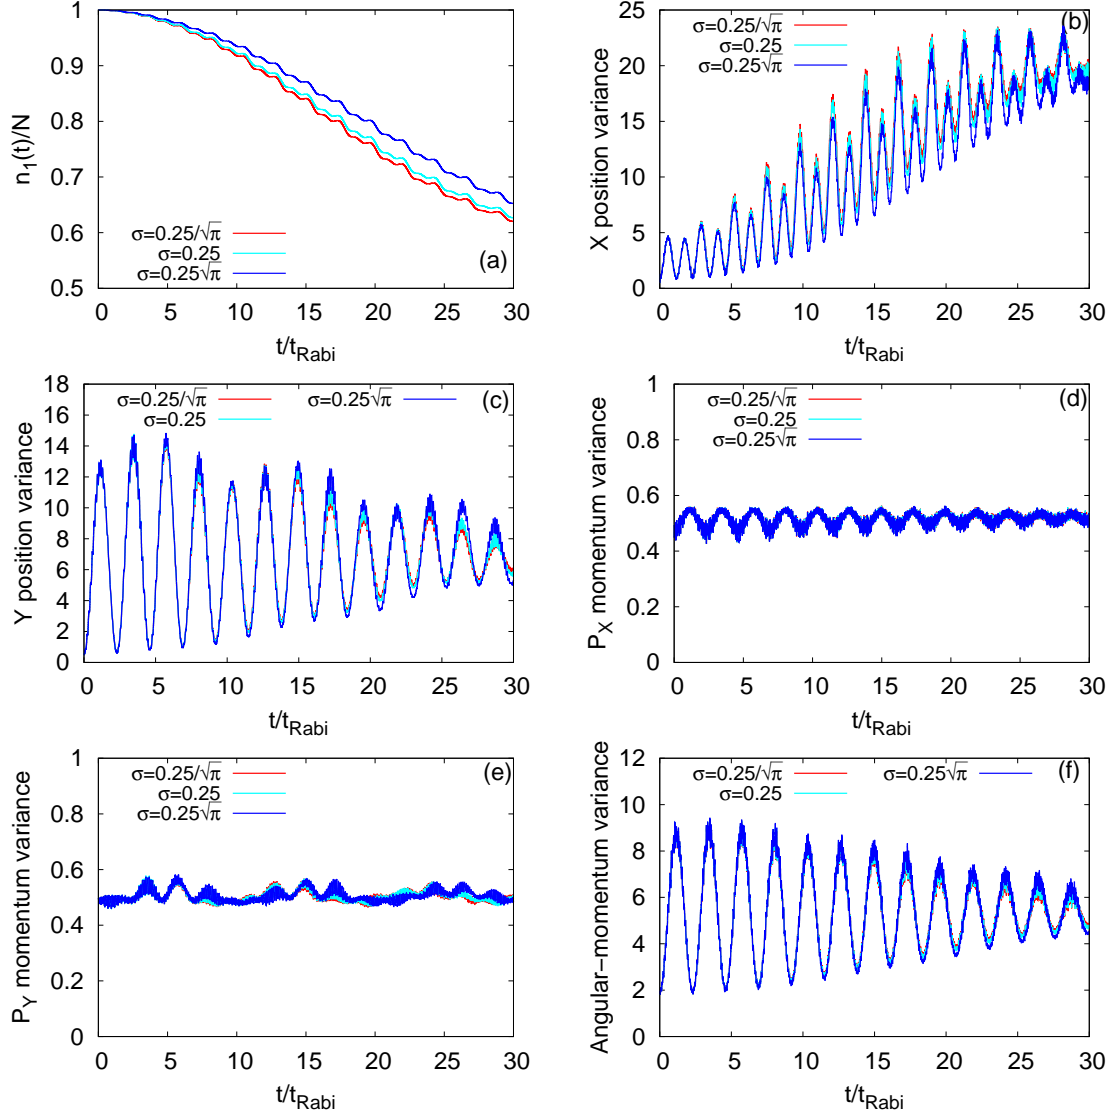 n1(t)/N
1
0.9
0.8
0.7
0.6
0.5
σ=0.25/√π
σ=0.25
σ=0.25√π
(a)
0 5 10 15 20 25 30
t/tRabi
X position variance
25
20
15
10
5
0
σ=0.25/√π
σ=0.25
σ=0.25√π
(b)
0 5 10 15 20 25 30
t/tRabi
Y position variance
18
16
14
12
10
8
6
4
2
0
σ=0.25/√π σ=0.25√π
σ=0.25
(c)
0 5 10 15 20 25 30
t/tRabi
PX momentum variance
1
0.8
0.6
0.4
0.2
0
σ=0.25/√π
σ=0.25
σ=0.25√π
(d)
0 5 10 15 20 25 30
t/tRabi
PY momentum variance
1
0.8
0.6
0.4
0.2
0
σ=0.25/√π
σ=0.25
σ=0.25√π
(e)
0 5 10 15 20 25 30
t/tRabi
Angular−momentum variance
12
10
8
6
4
2
0
σ=0.25/√π σ=0.25√π
σ=0.25
(f)
0 5 10 15 20 25 30
t/tRabi